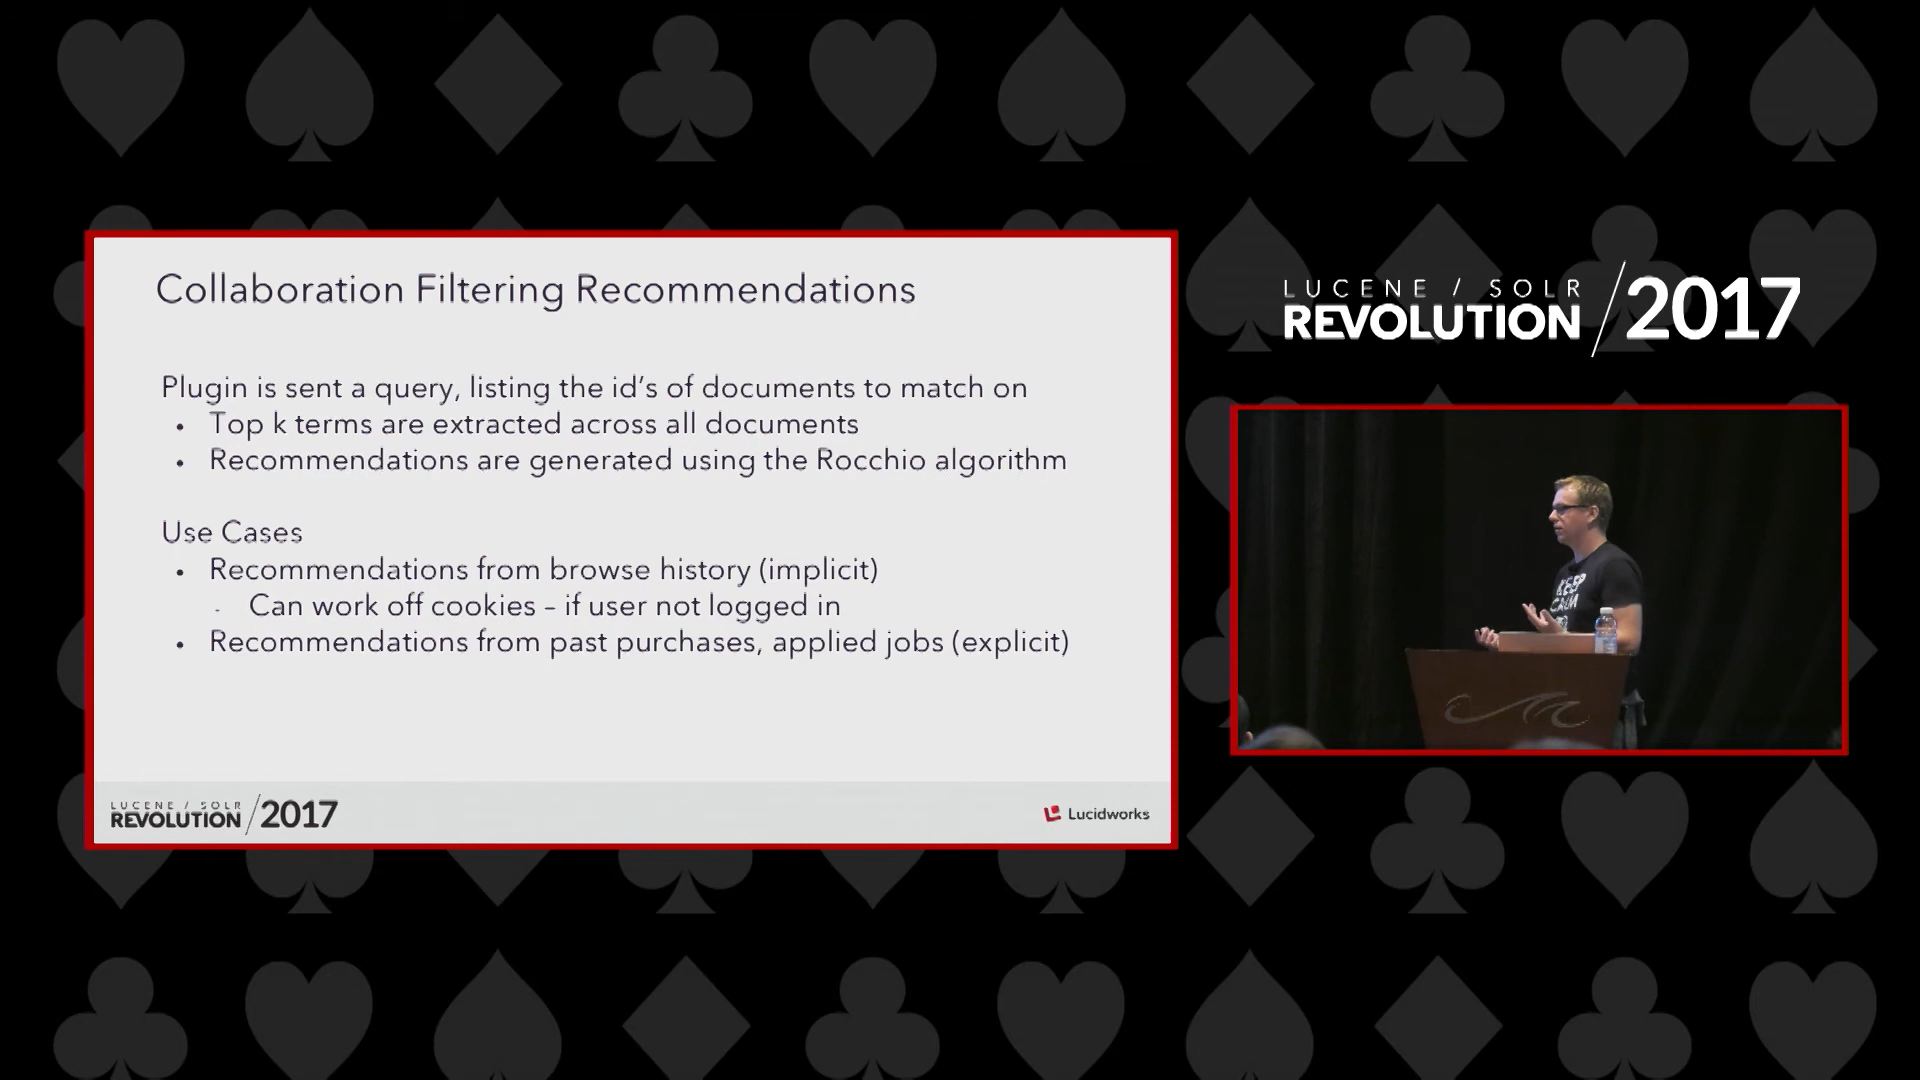 Collaboration Filtering Recommendations
Plugin is sent a query, listing the id's of documents to match on
• Top k terms are extracted across all documents
• Recommendations are generated using the Rocchio algorithm
Use Cases
• Recommendations from browse history (implicit)
- Can work off cookies – if user not logged in
• Recommendations from past purchases, applied jobs (explicit)
LUCENE / SOLR
REVOLUTION / 2017
Lucidworks
LUCENE / SOLR
REVOLUTION / 2017
KEEP
CALM